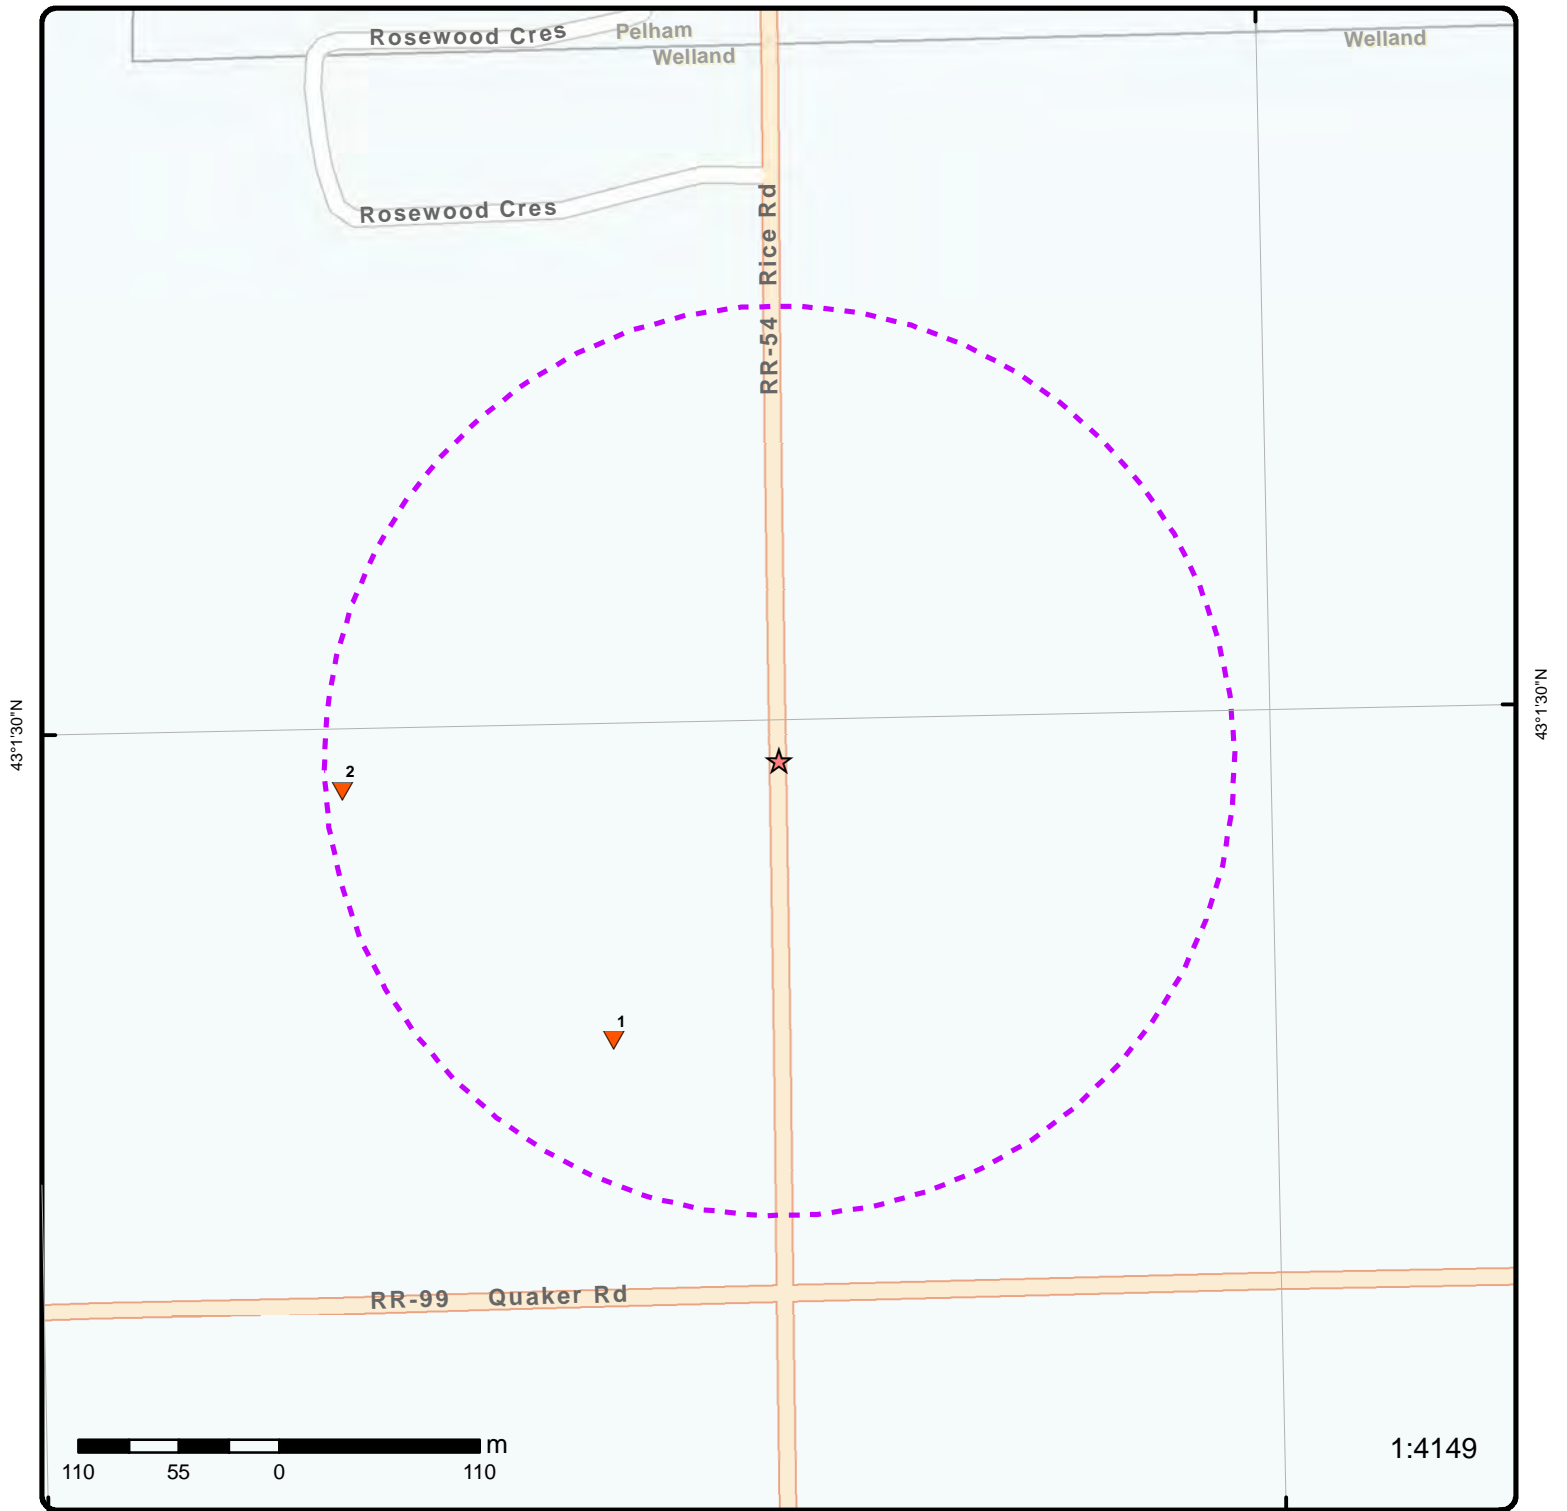 Rosewood Cres
Pelham
Welland
Welland
Rosewood Cres
RR-54 Rice Rd
43°1'30"N
43°1'30"N
2
1
RR-99 Quaker Rd
m
110 55 0 110
1:4149